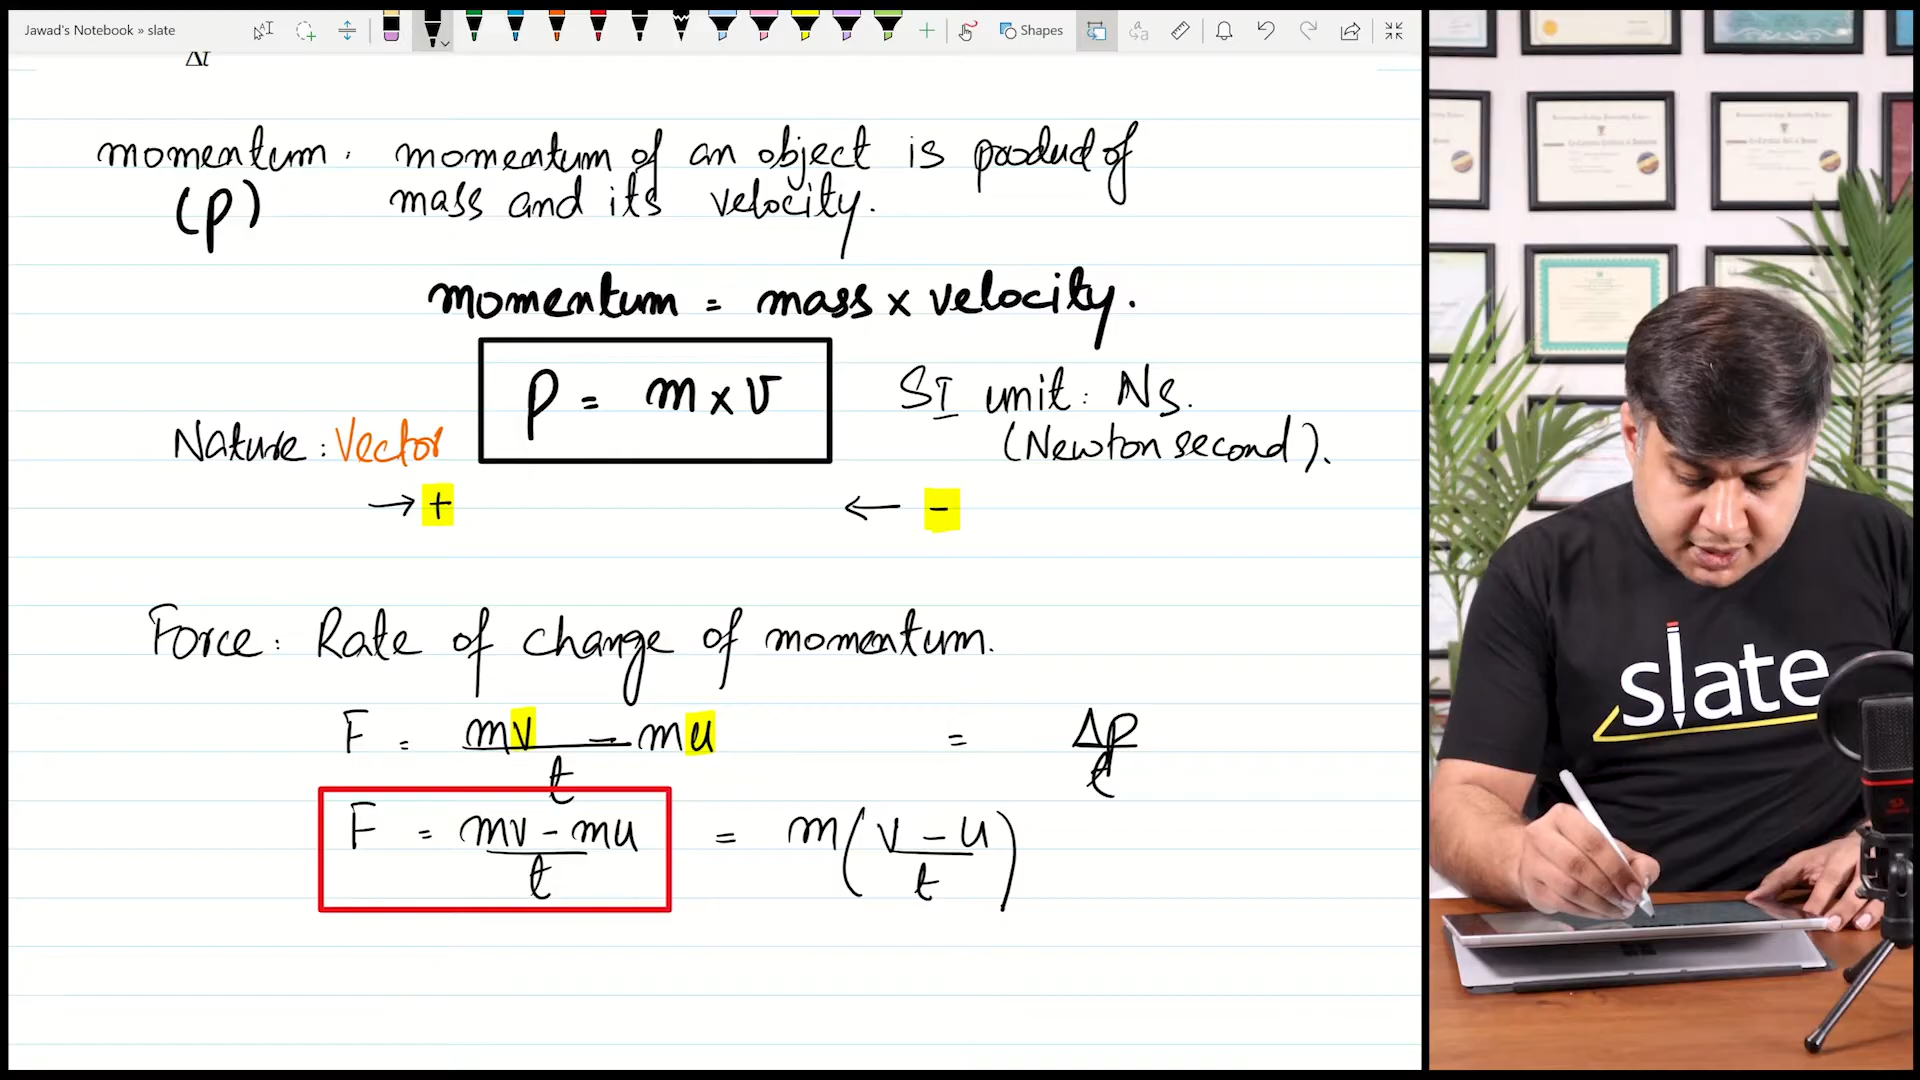 Jawad's Notebook » slate
Shapes
Δt
momentum. momentum of an object is product of
(p) mass and its velocity.
momentum = mass x velocity.
p = m x v
SI unit: Ns.
(Newton second).
Nature: Vector
→ +
← -
Force: Rate of change of momentum.
F = mv - mu / t = Δp / t
F = mv - mu / t = m(v - u / t)
slate